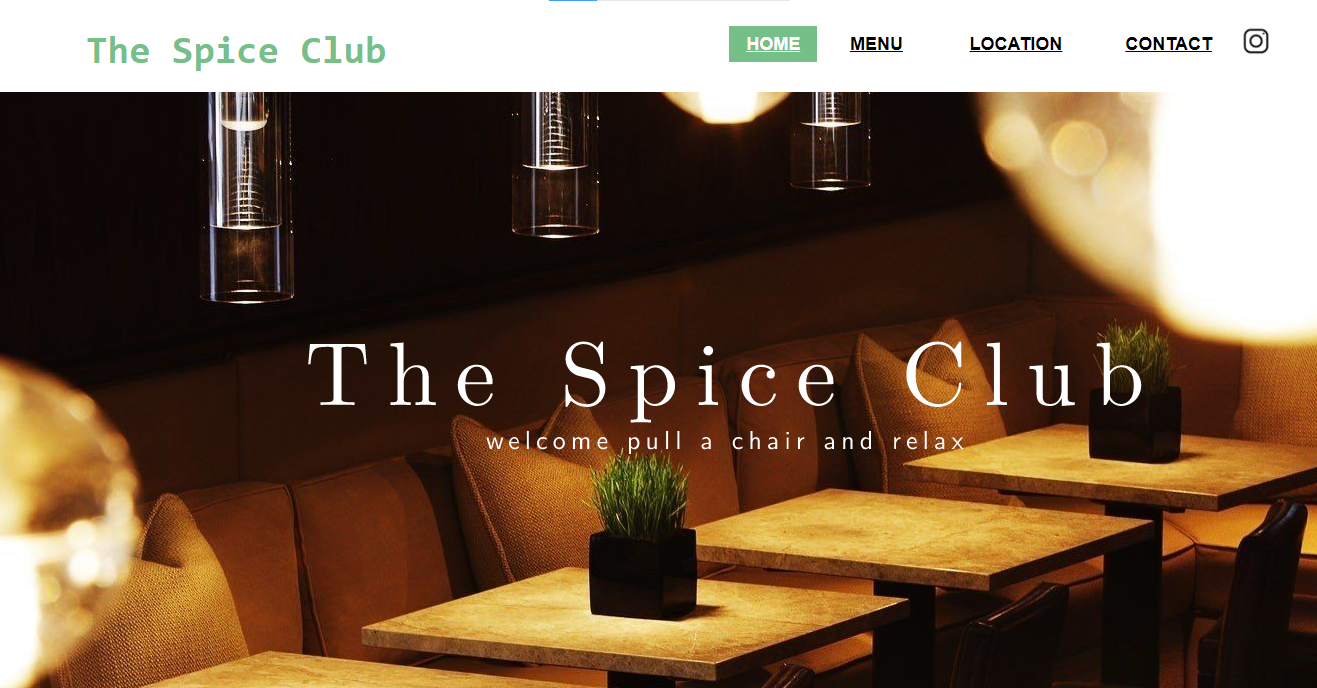 The Spice Club
HOME MENU LOCATION CONTACT
The Spice Club
welcome pull a chair and relax